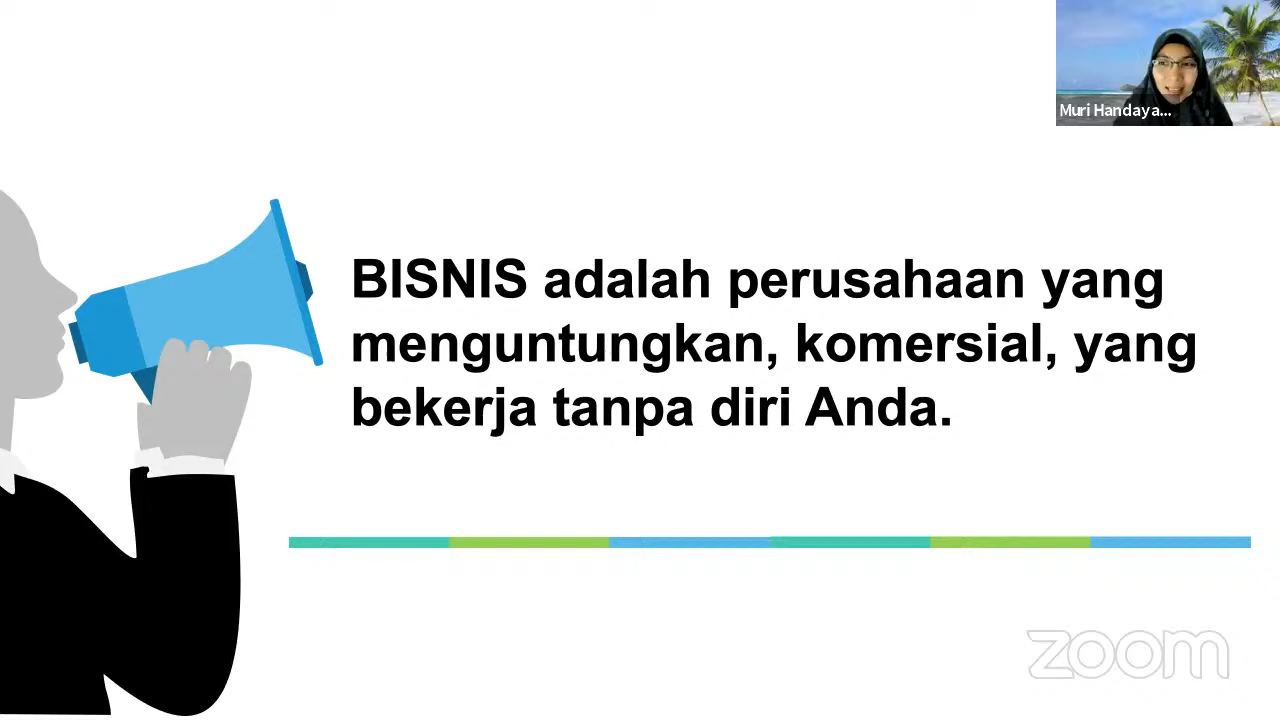 Muri Handaya...
BISNIS adalah perusahaan yang
menguntungkan, komersial, yang
bekerja tanpa diri Anda.
zoom